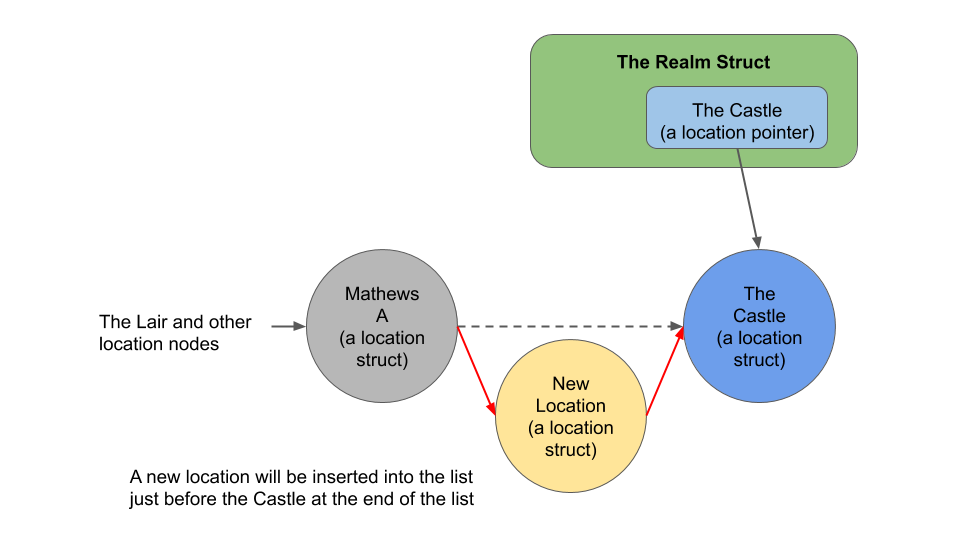 The Realm Struct
The Castle
(a location pointer)
The Lair and other
location nodes
Mathews
A
(a location
struct)
The
Castle
(a location
struct)
New
Location
(a location
struct)
A new location will be inserted into the list
just before the Castle at the end of the list